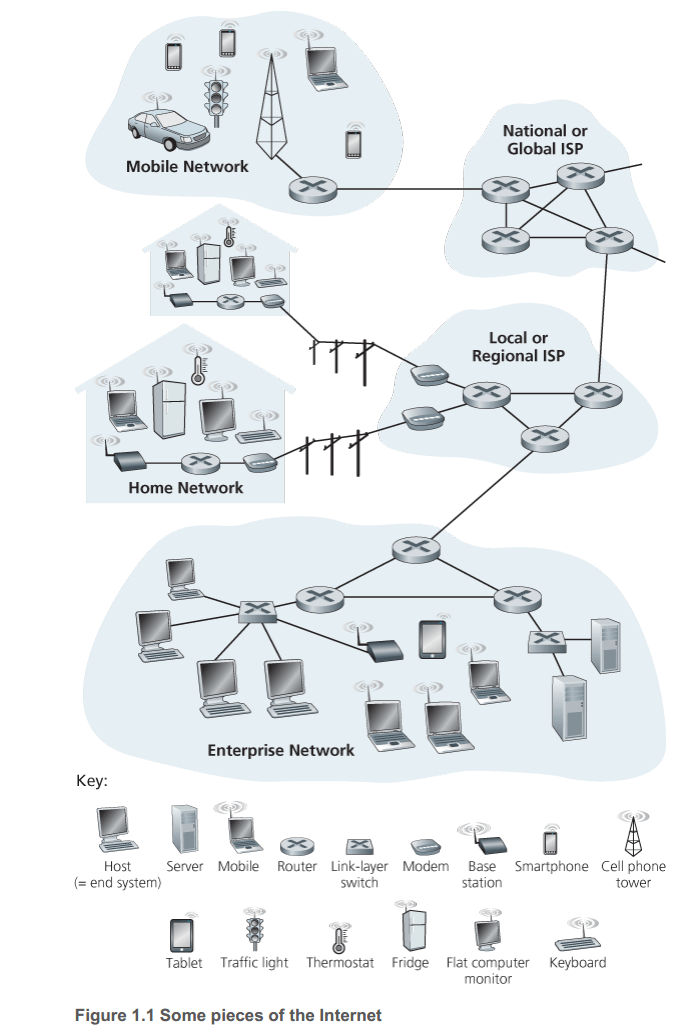 Mobile Network
National or
Global ISP
Local or
Regional ISP
Home Network
Enterprise Network
Key:
Host
(= end system)
Server
Mobile
Router
Link-layer
switch
Modem
Base
station
Smartphone
Cell phone
tower
Tablet
Traffic light
Thermostat
Fridge
Flat computer
monitor
Keyboard
Figure 1.1 Some pieces of the Internet